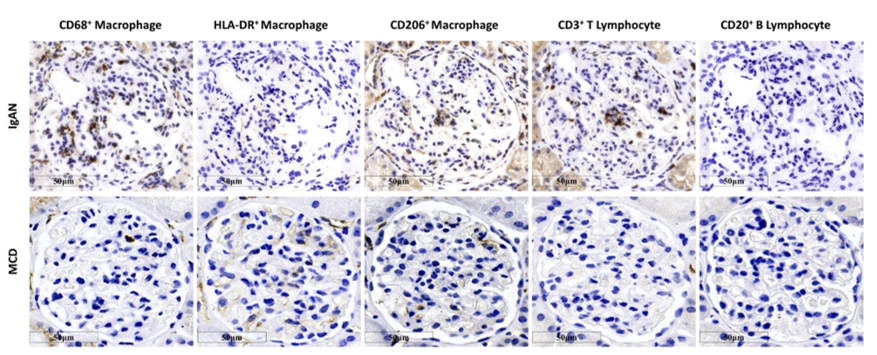 CD68⁺ Macrophage HLA-DR⁺ Macrophage CD206⁺ Macrophage CD3⁺ T Lymphocyte CD20⁺ B Lymphocyte
IgAN
50μm 50μm 50μm 50μm 50μm
MCD
50μm 50μm 50μm 50μm 50μm